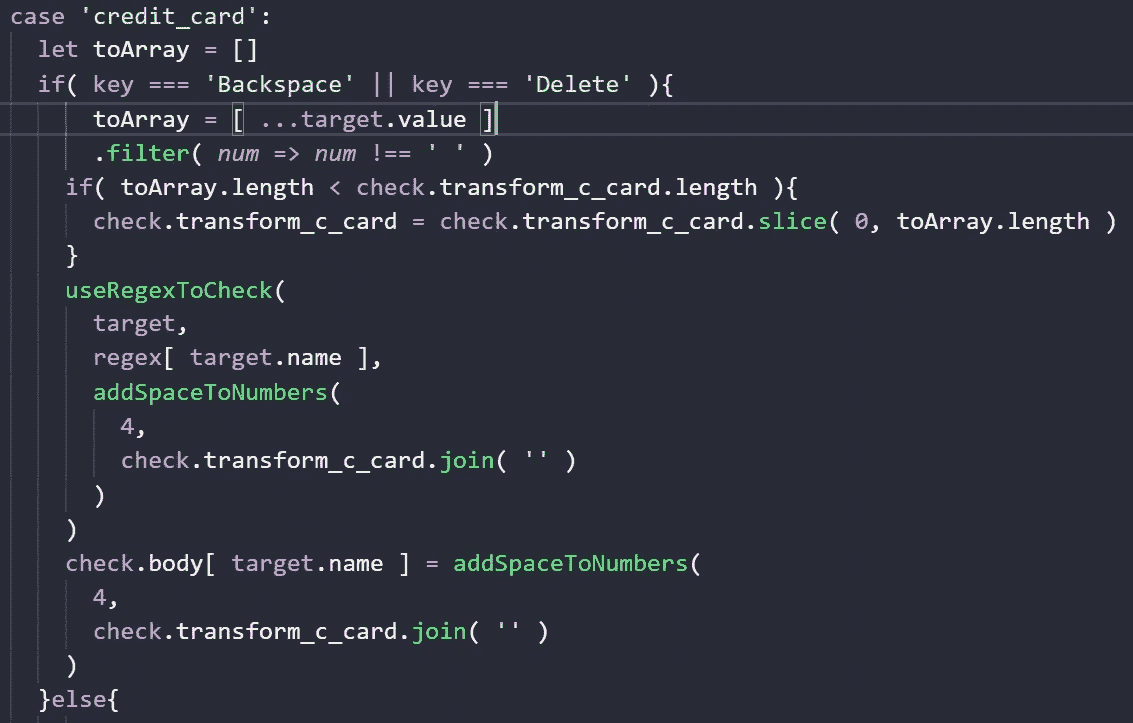 case 'credit_card':
  let toArray = []
  if( key === 'Backspace' || key === 'Delete' ){
      toArray = [ ...target.value ]
      .filter( num => num !== ' ' )
    if( toArray.length < check.transform_c_card.length ){
      check.transform_c_card = check.transform_c_card.slice( 0, toArray.length )
    }
    useRegexToCheck(
      target,
      regex[ target.name ],
      addSpaceToNumbers(
        4,
        check.transform_c_card.join( '' )
      )
    )
    check.body[ target.name ] = addSpaceToNumbers(
      4,
      check.transform_c_card.join( '' )
    )
  }else{